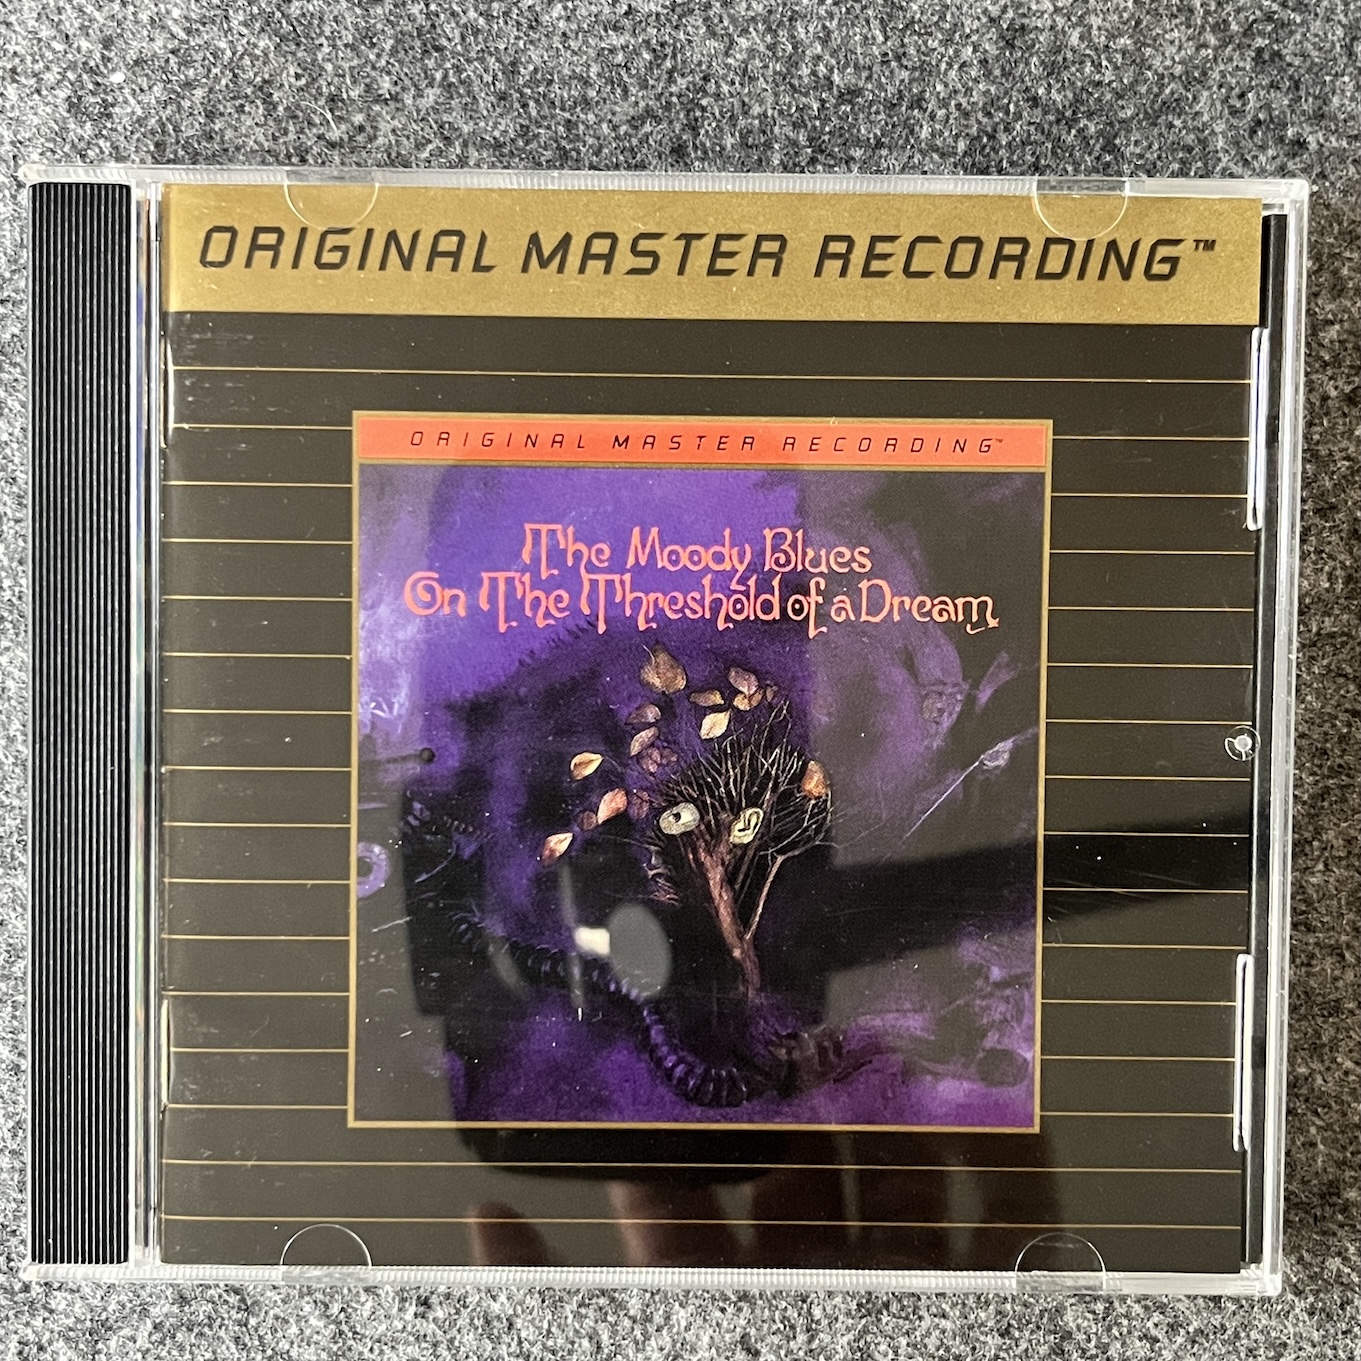 ORIGINAL MASTER RECORDING™
ORIGINAL MASTER RECORDING™
The Moody Blues
On The Threshold of a Dream